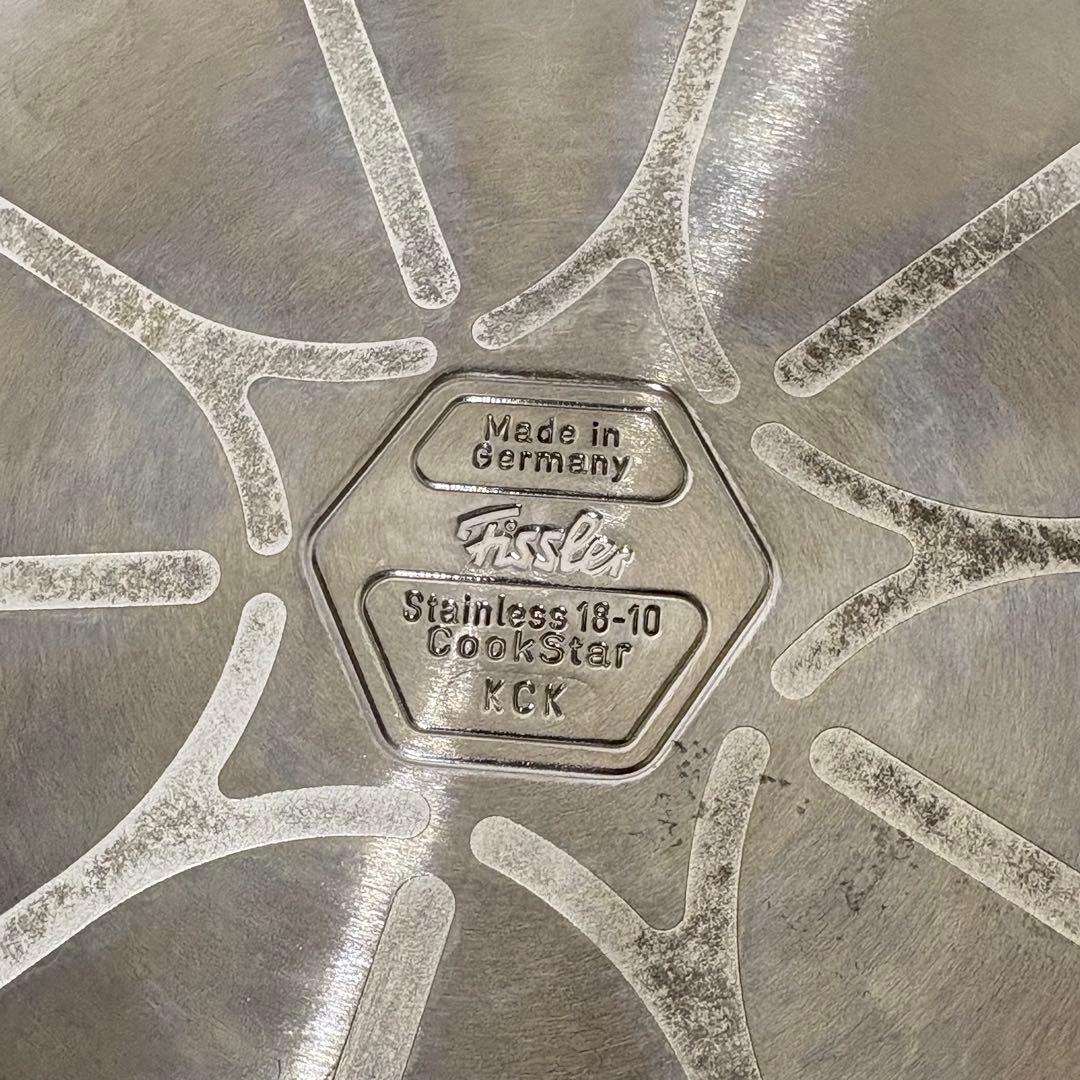 Made in
Germany
Fissler
Stainless 18-10
CookStar
KCK